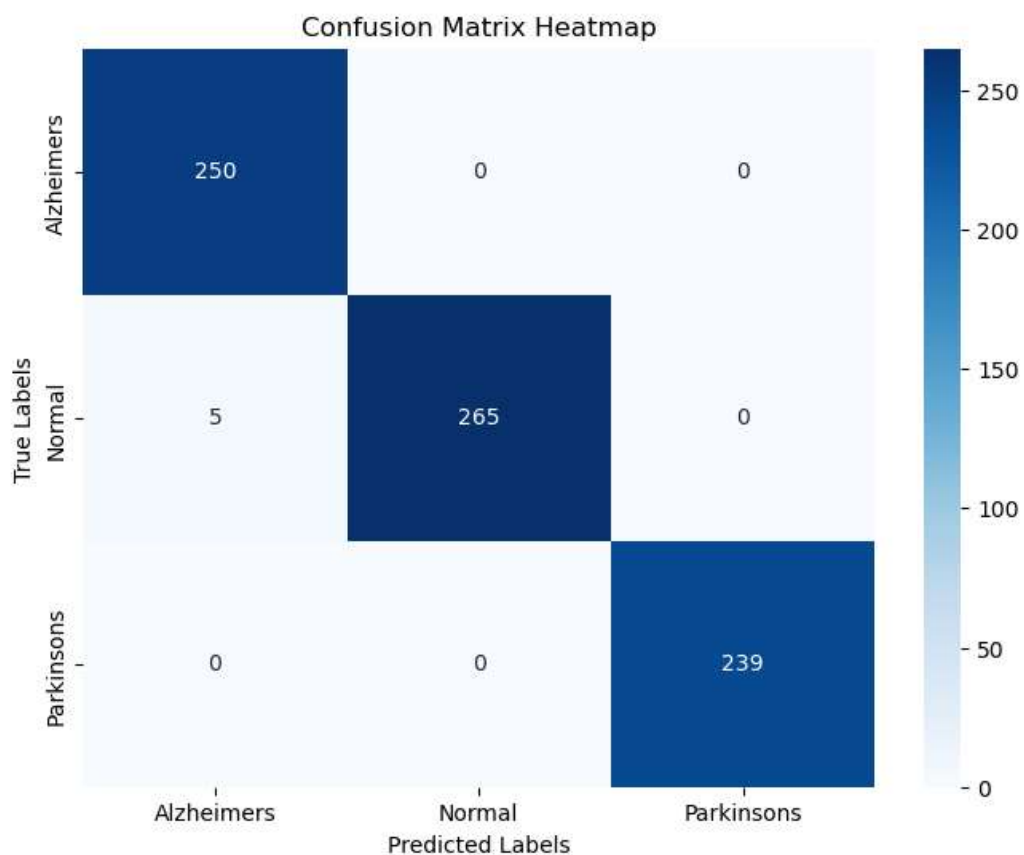 Confusion Matrix Heatmap
True Labels
Alzheimers
250 0 0
Normal
5 265 0
Parkinsons
0 0 239
Alzheimers Normal Parkinsons
Predicted Labels
250
200
150
100
50
0